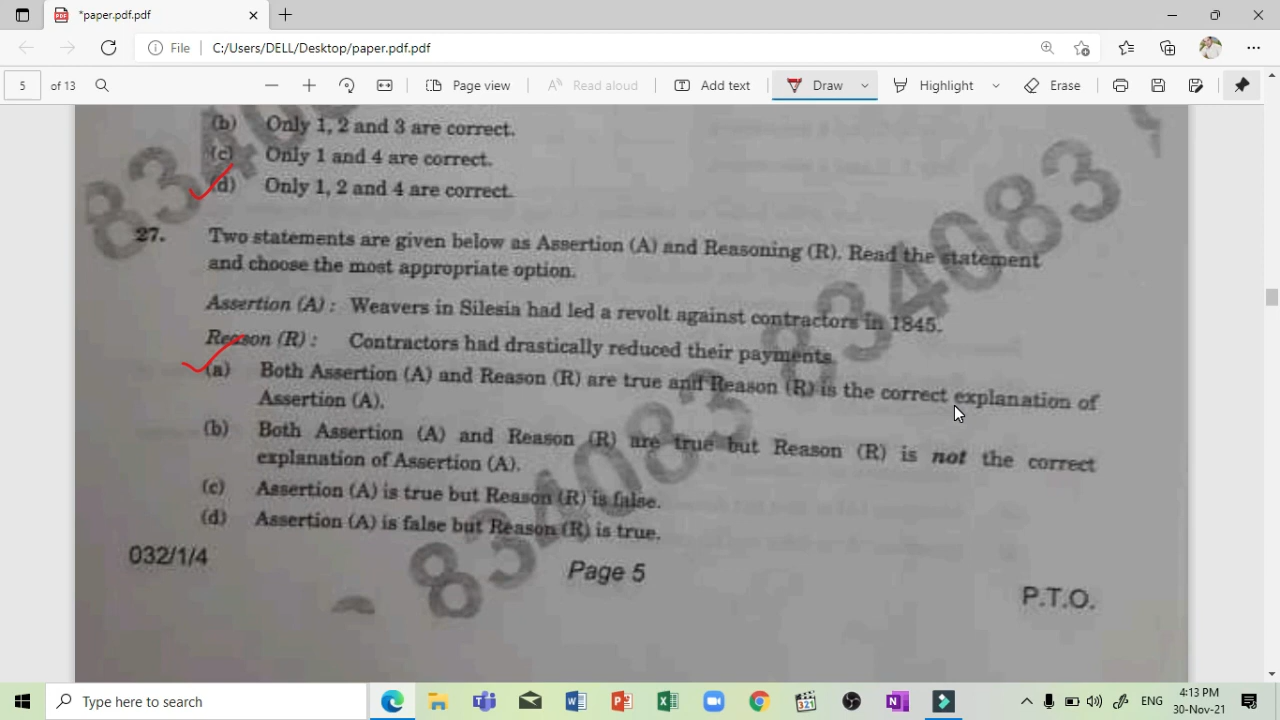 *paper.pdf.pdf
File C:/Users/DELL/Desktop/paper.pdf.pdf
5 of 13 Page view Read aloud Add text Draw Highlight Erase
(b) Only 1, 2 and 3 are correct.
(c) Only 1 and 4 are correct.
(d) Only 1, 2 and 4 are correct.
27. Two statements are given below as Assertion (A) and Reasoning (R). Read the statement
and choose the most appropriate option.
Assertion (A) : Weavers in Silesia had led a revolt against contractors in 1845.
Reason (R) : Contractors had drastically reduced their payments.
(a) Both Assertion (A) and Reason (R) are true and Reason (R) is the correct explanation of
Assertion (A).
(b) Both Assertion (A) and Reason (R) are true but Reason (R) is not the correct
explanation of Assertion (A).
(c) Assertion (A) is true but Reason (R) is false.
(d) Assertion (A) is false but Reason (R) is true.
032/1/4 Page 5 P.T.O.
834083
834083
834083
Type here to search
ENG 4:13 PM
30-Nov-21